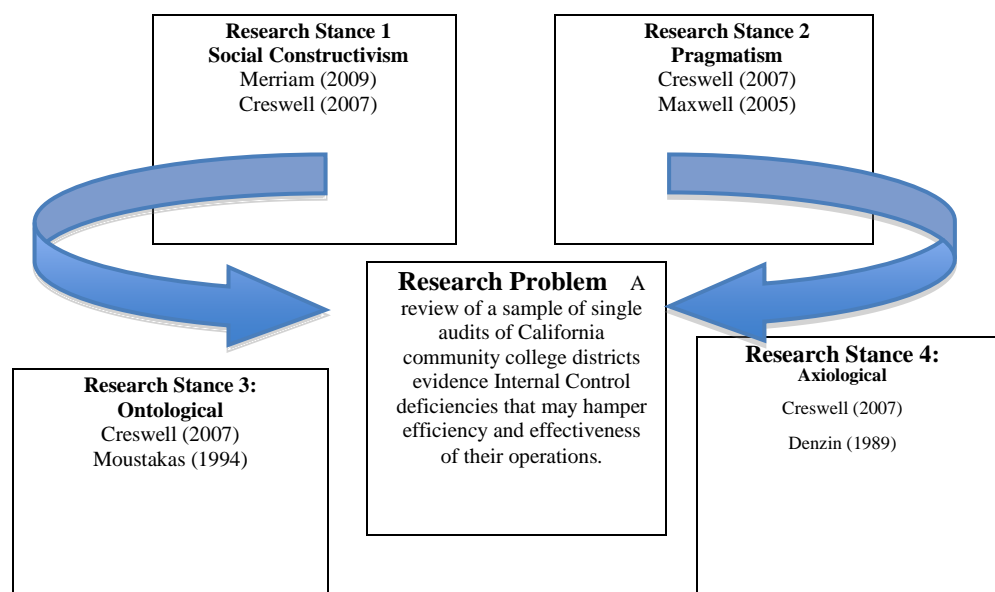 Research Stance 1
Social Constructivism
Merriam (2009)
Creswell (2007)
Research Stance 2
Pragmatism
Creswell (2007)
Maxwell (2005)
Research Problem A
review of a sample of single
audits of California
community college districts
evidence Internal Control
deficiencies that may hamper
efficiency and effectiveness
of their operations.
Research Stance 3:
Ontological
Creswell (2007)
Moustakas (1994)
Research Stance 4:
Axiological
Creswell (2007)
Denzin (1989)